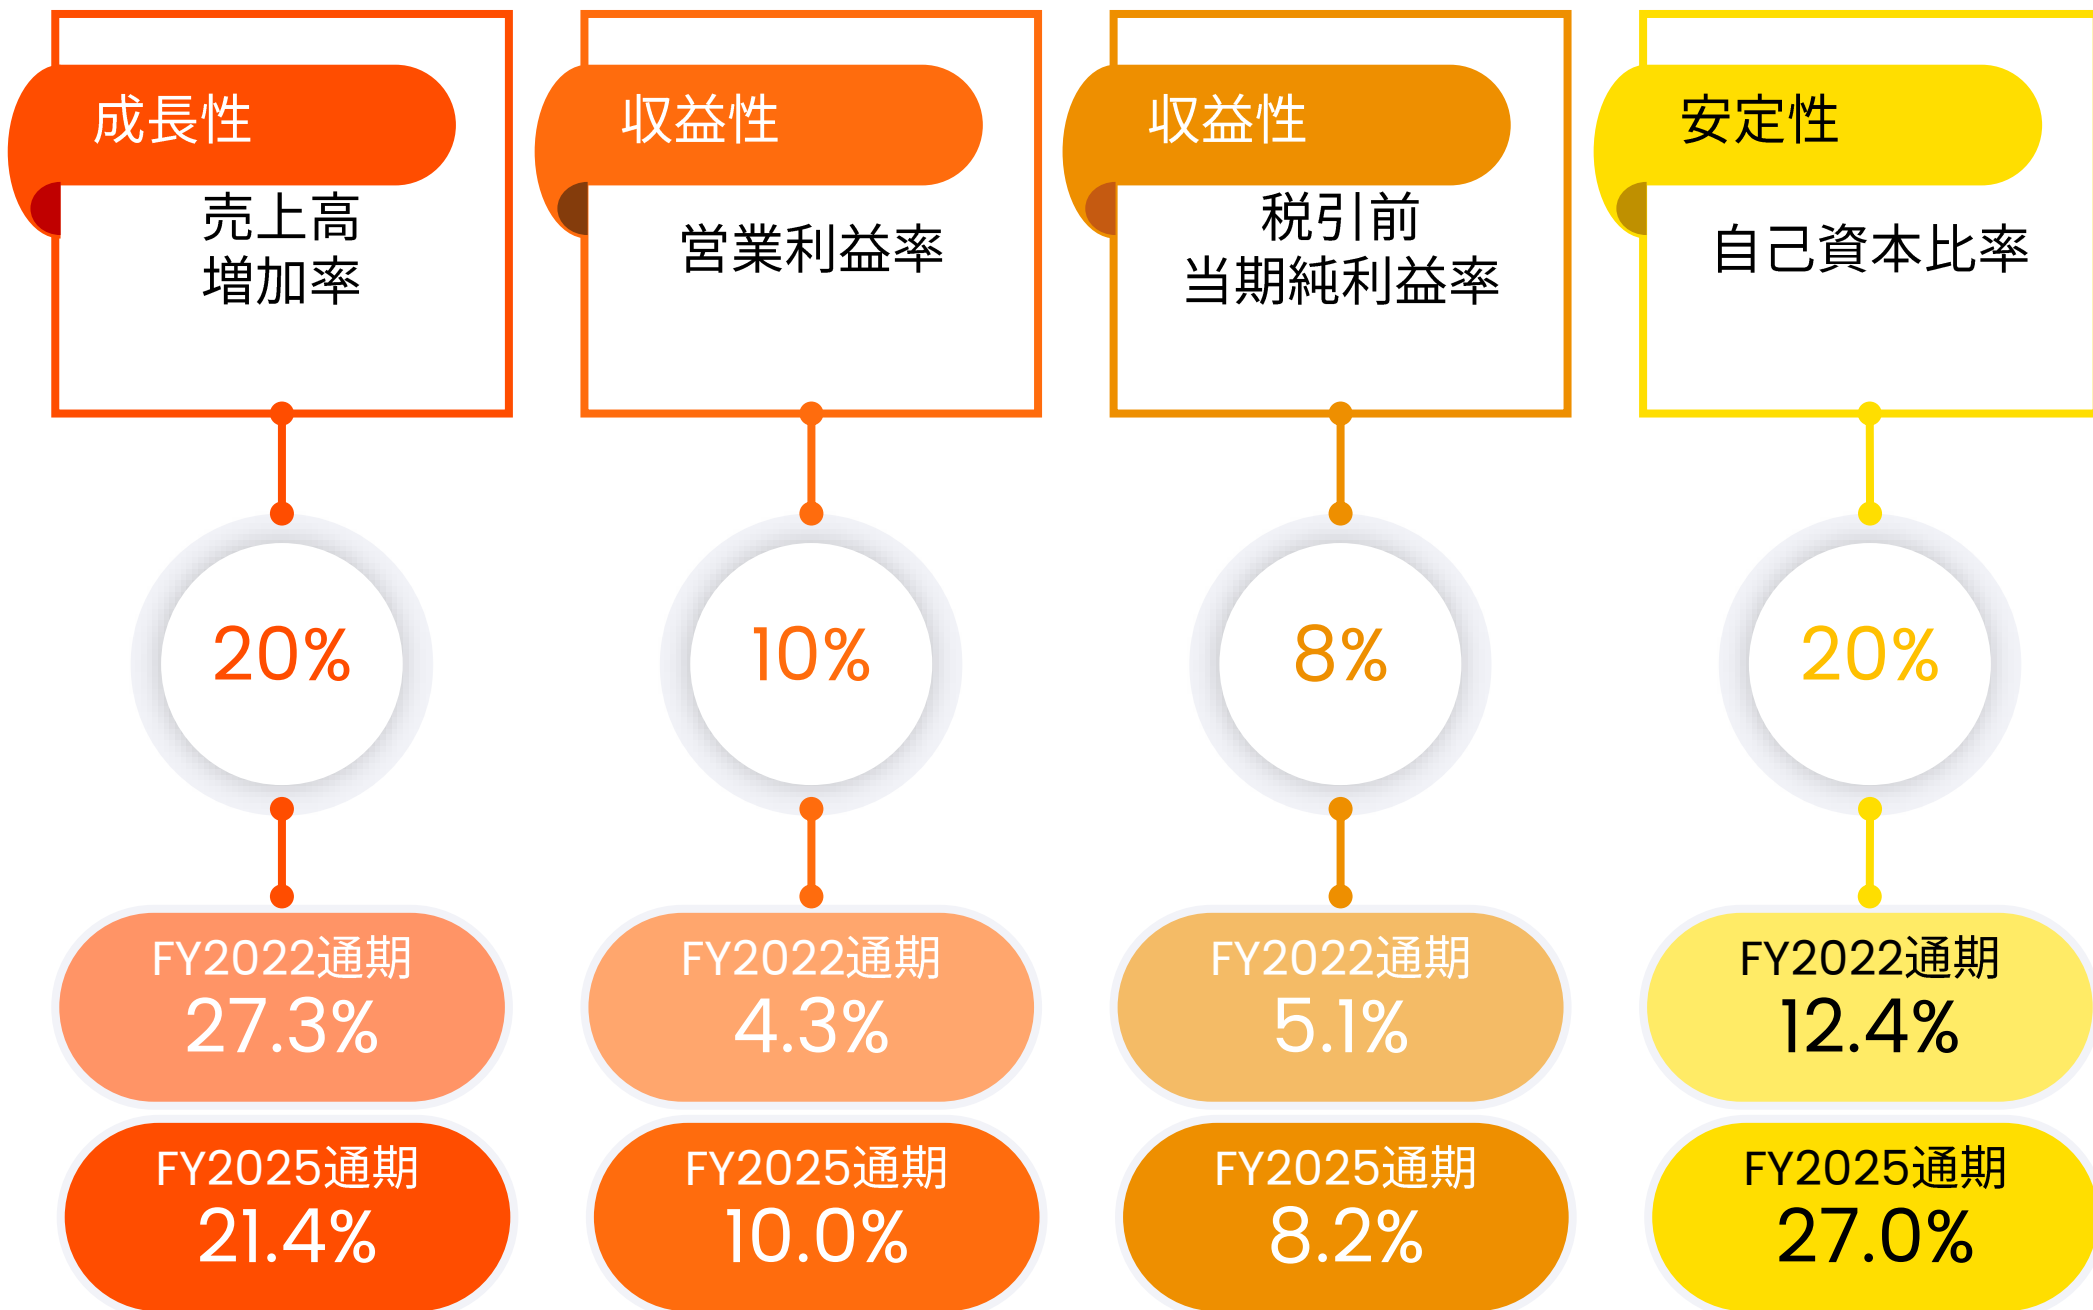 成長性
売上高
増加率
20%
FY2022通期
27.3%
FY2025通期
21.4%
収益性
営業利益率
10%
FY2022通期
4.3%
FY2025通期
10.0%
収益性
税引前
当期純利益率
8%
FY2022通期
5.1%
FY2025通期
8.2%
安定性
自己資本比率
20%
FY2022通期
12.4%
FY2025通期
27.0%